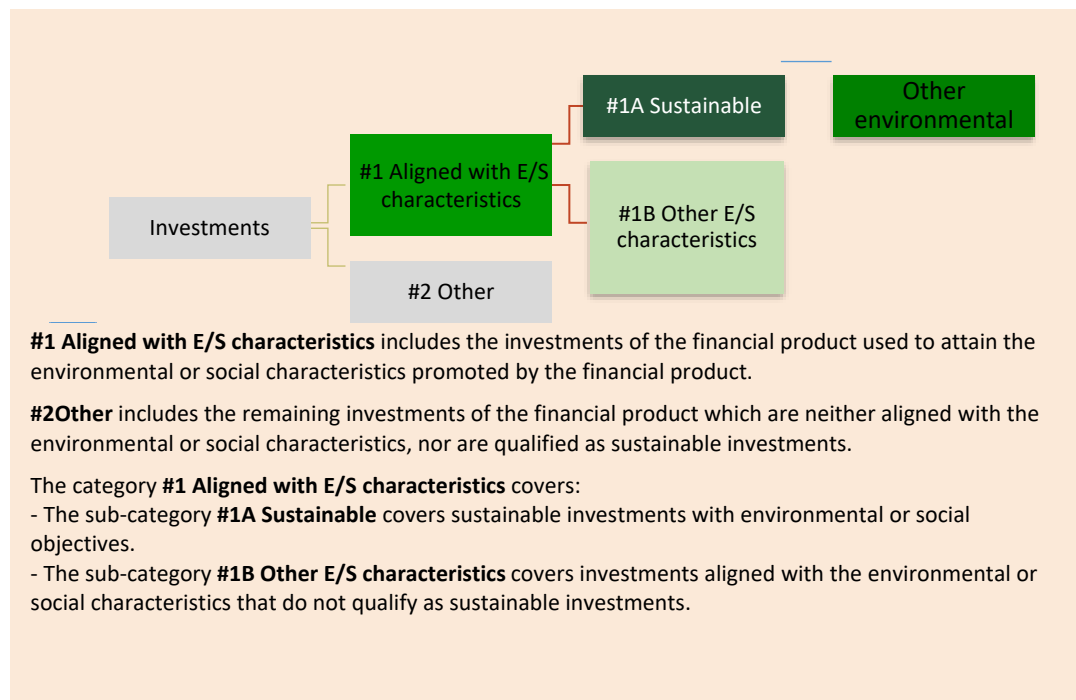 #1A Sustainable
Other
environmental
#1 Aligned with E/S
characteristics
#1B Other E/S
characteristics
Investments
#2 Other
#1 Aligned with E/S characteristics includes the investments of the financial product used to attain the
environmental or social characteristics promoted by the financial product.
#2Other includes the remaining investments of the financial product which are neither aligned with the
environmental or social characteristics, nor are qualified as sustainable investments.
The category #1 Aligned with E/S characteristics covers:
- The sub-category #1A Sustainable covers sustainable investments with environmental or social
objectives.
- The sub-category #1B Other E/S characteristics covers investments aligned with the environmental or
social characteristics that do not qualify as sustainable investments.